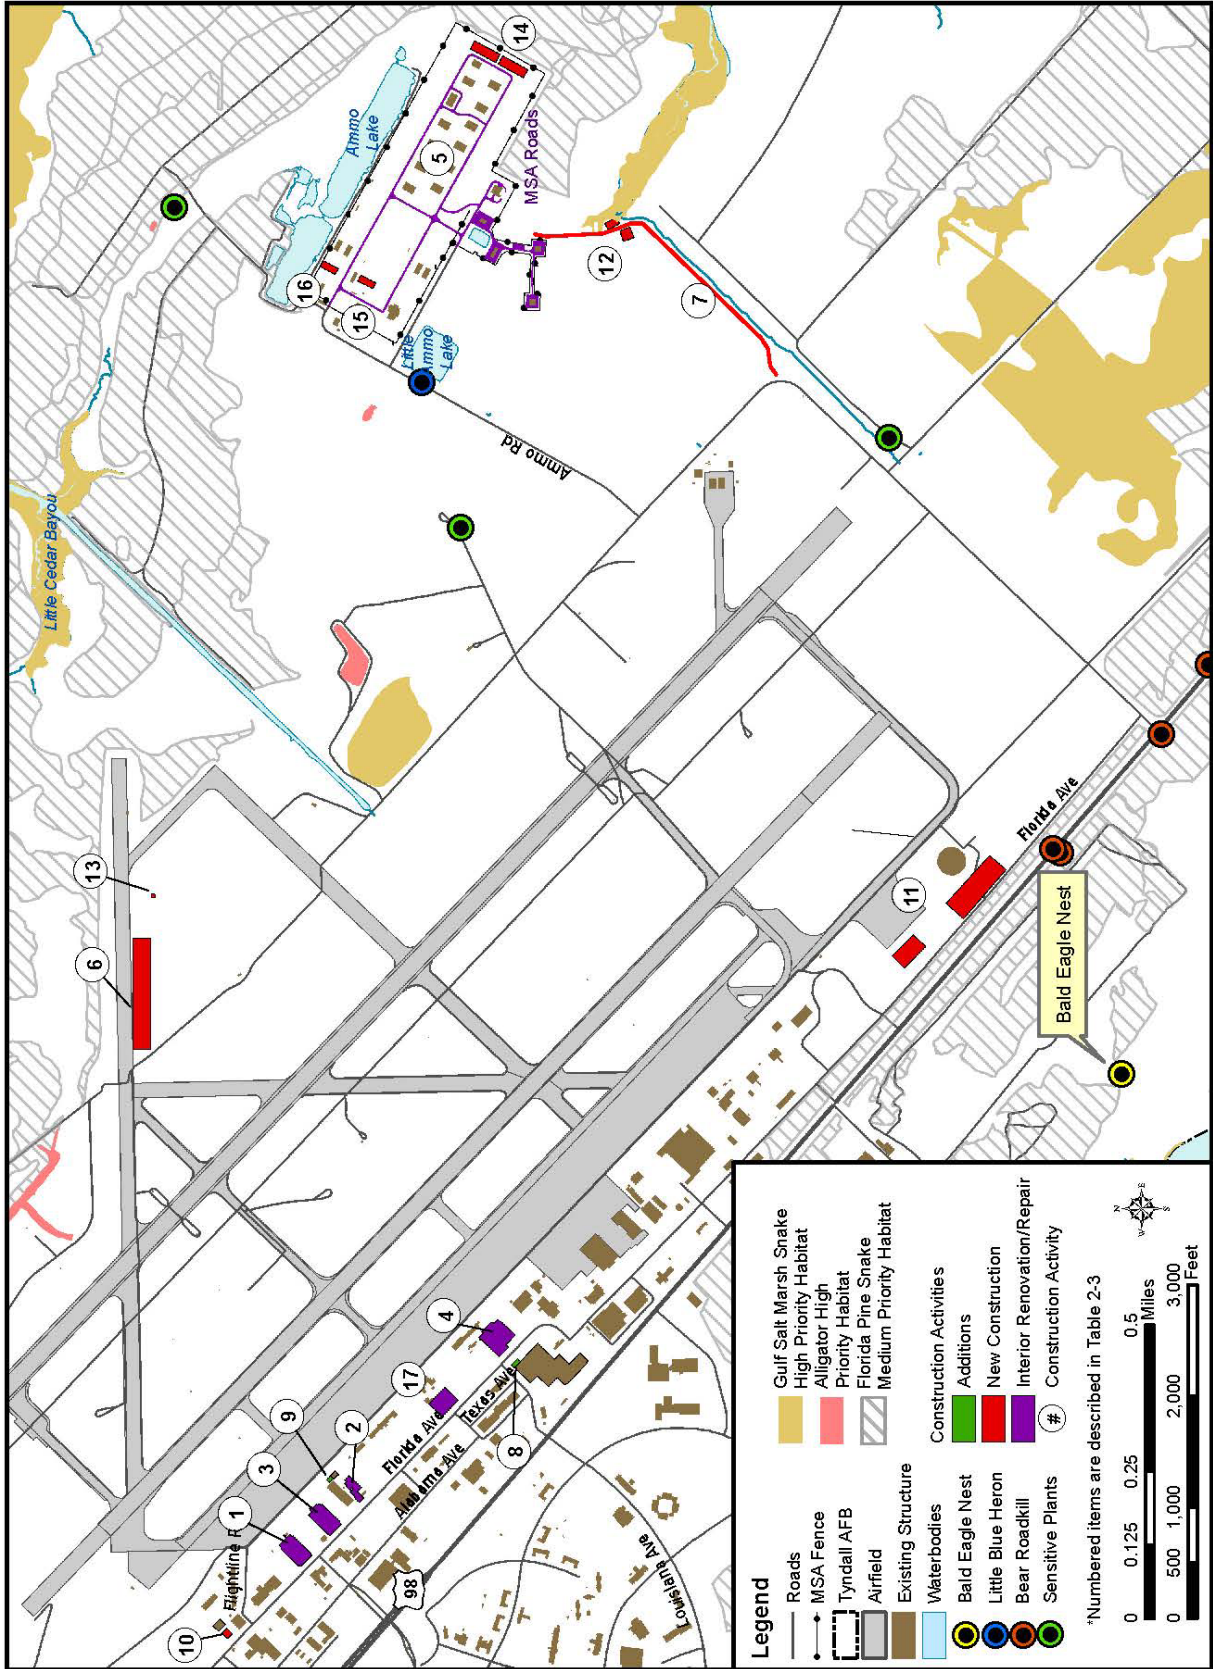 14
Ammo
Lake
5
MSA Roads
16
15
Little
Ammo
Lake
12
7
Ammo Rd
Little Cedar Bayou
13
6
11
Florida Ave
Bald Eagle Nest
4
17
Texas Ave
9
2
Florida Ave
8
3
Alabama Ave
1
Flightline R
10
98
Louisiana Ave
Legend
Roads
MSA Fence
Tyndall AFB
Airfield
Existing Structure
Waterbodies
Bald Eagle Nest
Little Blue Heron
Bear Roadkill
Sensitive Plants
Gulf Salt Marsh Snake
High Priority Habitat
Alligator High
Priority Habitat
Florida Pine Snake
Medium Priority Habitat
Construction Activities
Additions
New Construction
Interior Renovation/Repair
# Construction Activity
*Numbered items are described in Table 2-3
N
W E
S
0 0.125 0.25 0.5
Miles
0 500 1,000 2,000 3,000
Feet